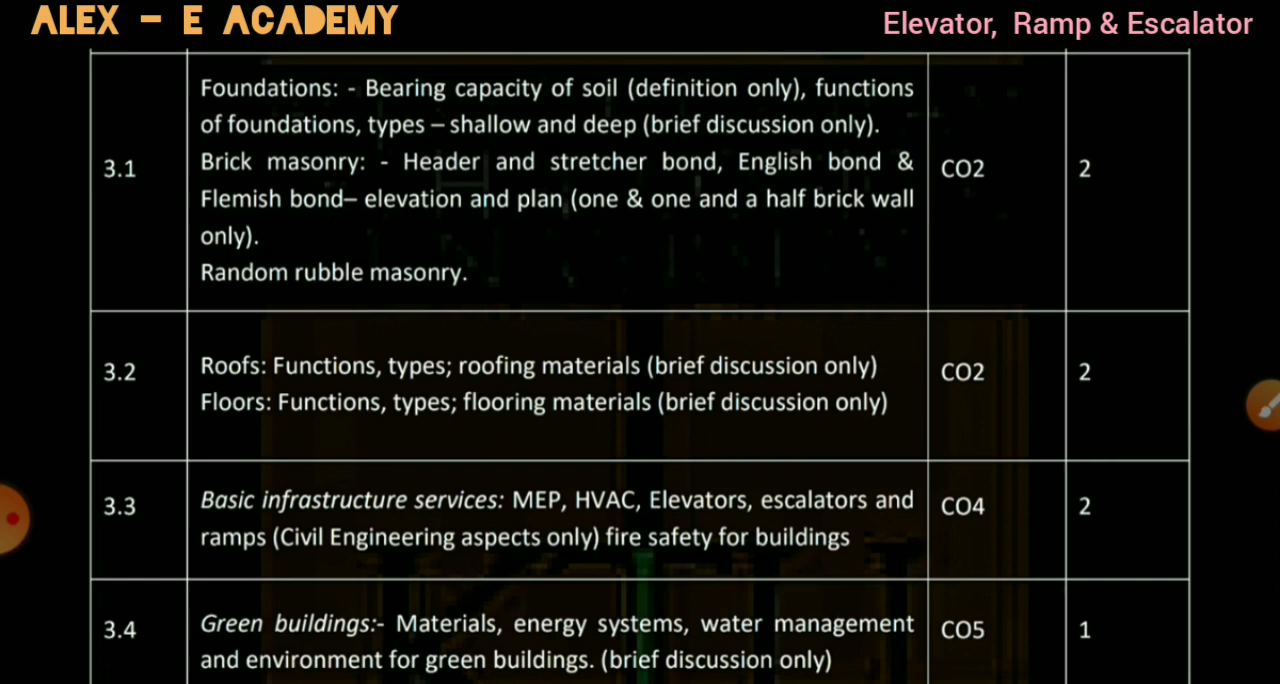 ALEX - E ACADEMY
Elevator, Ramp & Escalator
3.1
Foundations: - Bearing capacity of soil (definition only), functions
of foundations, types – shallow and deep (brief discussion only).
Brick masonry: - Header and stretcher bond, English bond &
Flemish bond– elevation and plan (one & one and a half brick wall
only).
Random rubble masonry.
CO2
2
3.2
Roofs: Functions, types; roofing materials (brief discussion only)
Floors: Functions, types; flooring materials (brief discussion only)
CO2
2
3.3
Basic infrastructure services: MEP, HVAC, Elevators, escalators and
ramps (Civil Engineering aspects only) fire safety for buildings
CO4
2
3.4
Green buildings:- Materials, energy systems, water management
and environment for green buildings. (brief discussion only)
CO5
1